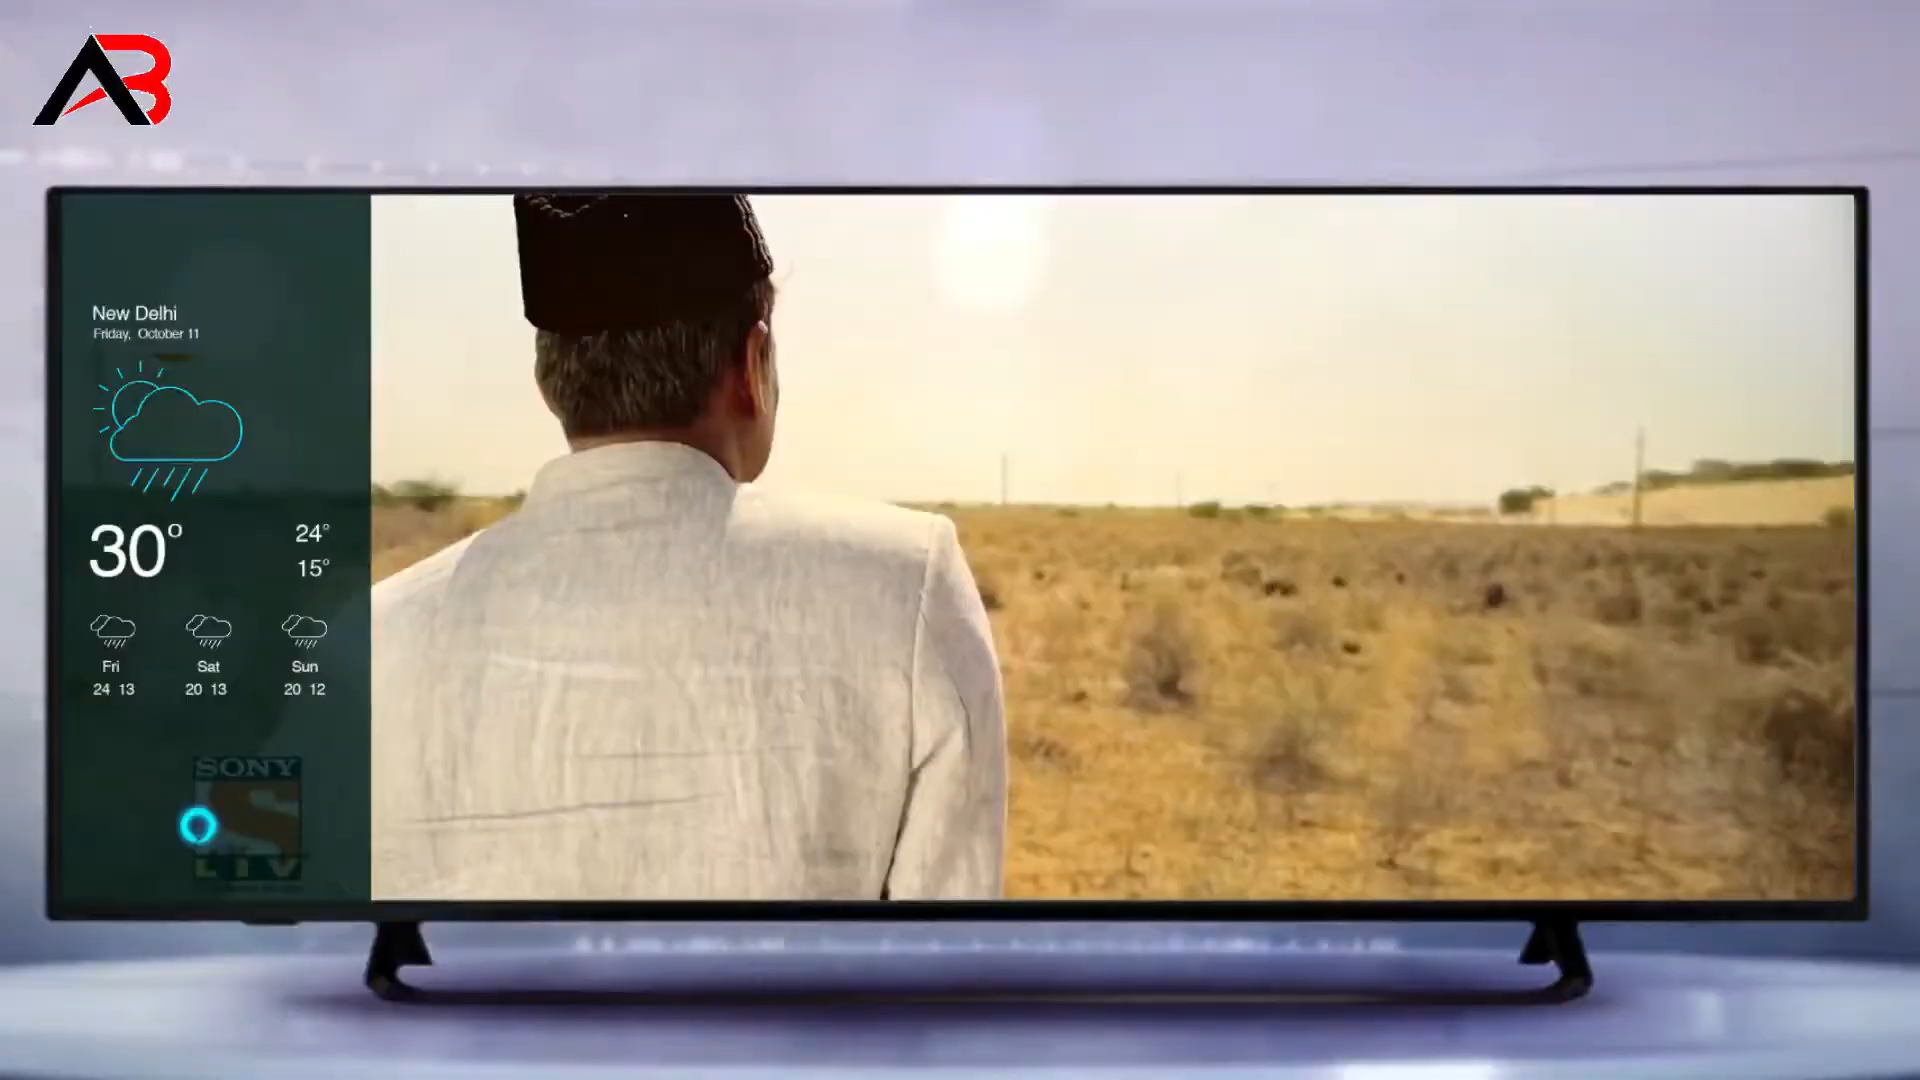 AB
New Delhi
Friday, October 11
30°
24°
15°
Fri Sat Sun
24 13 20 13 20 12
SONY
LIV